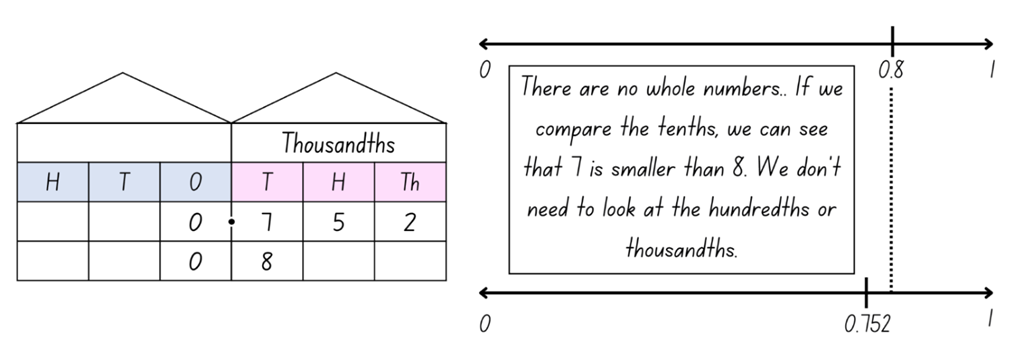 Thousandths
H T O T H Th
0 . 7 5 2
0 8
0 0.8 1
There are no whole numbers.. If we
compare the tenths, we can see
that 7 is smaller than 8. We don't
need to look at the hundredths or
thousandths.
0 0.752 1